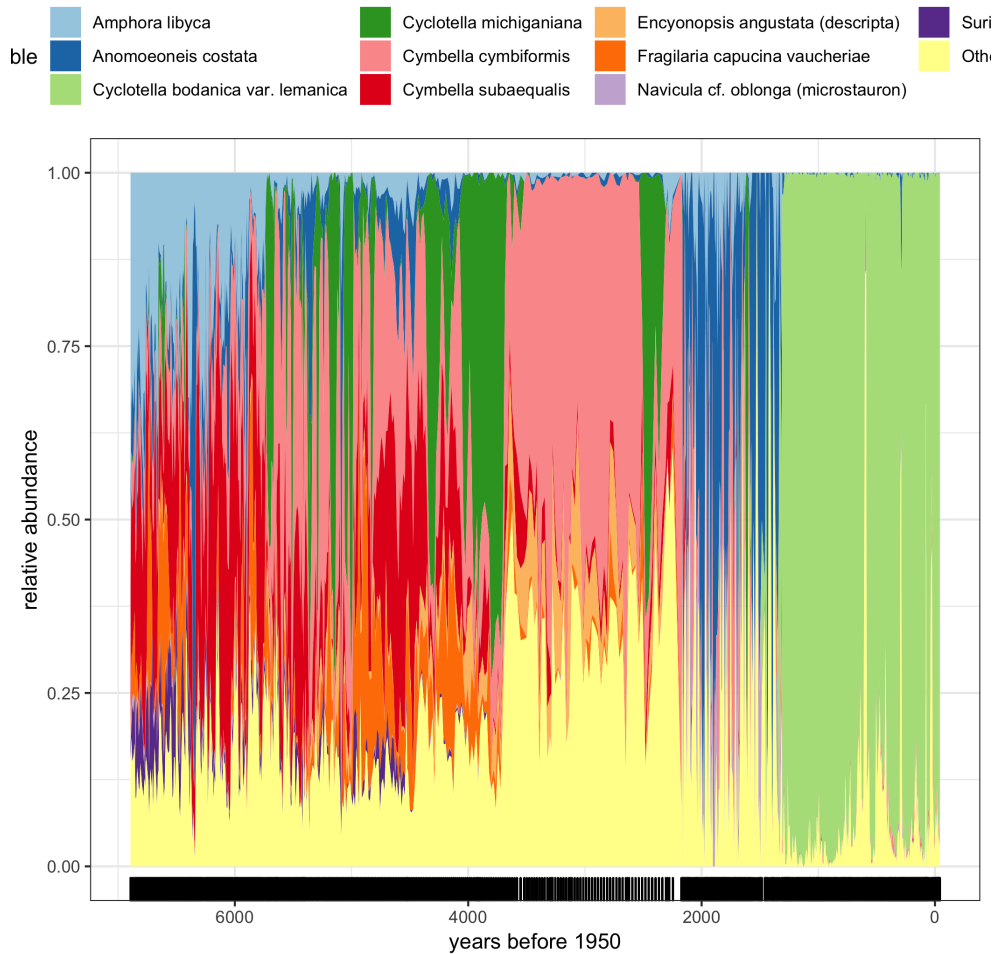 Amphora libyca Cyclotella michiganiana Encyonopsis angustata (descripta) Suri
ble Anomoeoneis costata Cymbella cymbiformis Fragilaria capucina vaucheriae Othe
Cyclotella bodanica var. lemanica Cymbella subaequalis Navicula cf. oblonga (microstauron)
1.00
0.75
0.50
0.25
0.00
relative abundance
6000 4000 2000 0
years before 1950